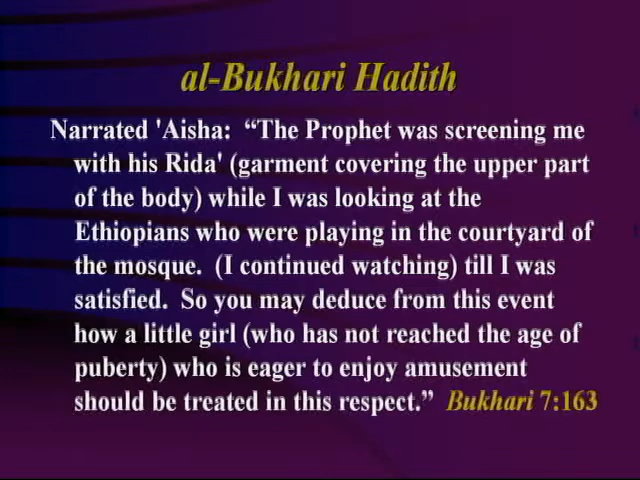 al-Bukhari Hadith
Narrated 'Aisha:  “The Prophet was screening me
with his Rida' (garment covering the upper part
of the body) while I was looking at the
Ethiopians who were playing in the courtyard of
the mosque.  (I continued watching) till I was
satisfied.  So you may deduce from this event
how a little girl (who has not reached the age of
puberty) who is eager to enjoy amusement
should be treated in this respect.”  Bukhari 7:163